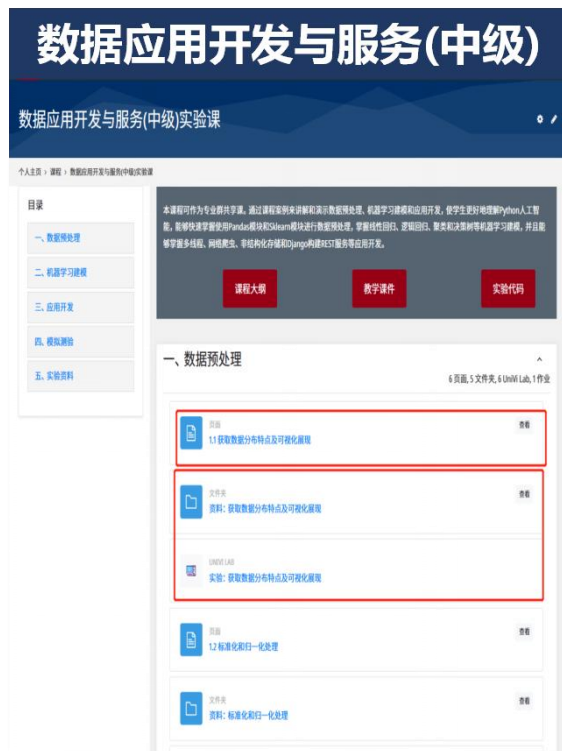 数据应用开发与服务(中级)
数据应用开发与服务(中级)实验课
个人主页 › 课程 › 数据应用开发与服务(中级)实验课
目录
一、数据预处理
二、机器学习建模
三、应用开发
四、模拟测验
五、实验资料
本课程可作为专业群共享课。通过课程案例来讲解和演示数据预处理、机器学习建模和应用开发，使学生更好地理解Python人工智
能，能够快速掌握使用Pandas模块和Sklearn模块进行数据预处理，掌握线性回归、逻辑回归、聚类和决策树等机器学习建模，并且能
够掌握多线程、网络爬虫、非结构化存储和Django构建REST服务等应用开发。
课程大纲
教学课件
实验代码
一、数据预处理
6 页面, 5 文件夹, 6 UniVi Lab, 1 作业
页面
查看
1.1 获取数据分布特点及可视化展现
文件夹
查看
资料：获取数据分布特点及可视化展现
UNIVI LAB
实验：获取数据分布特点及可视化展现
页面
查看
1.2 标准化和归一化处理
文件夹
查看
资料：标准化和归一化处理